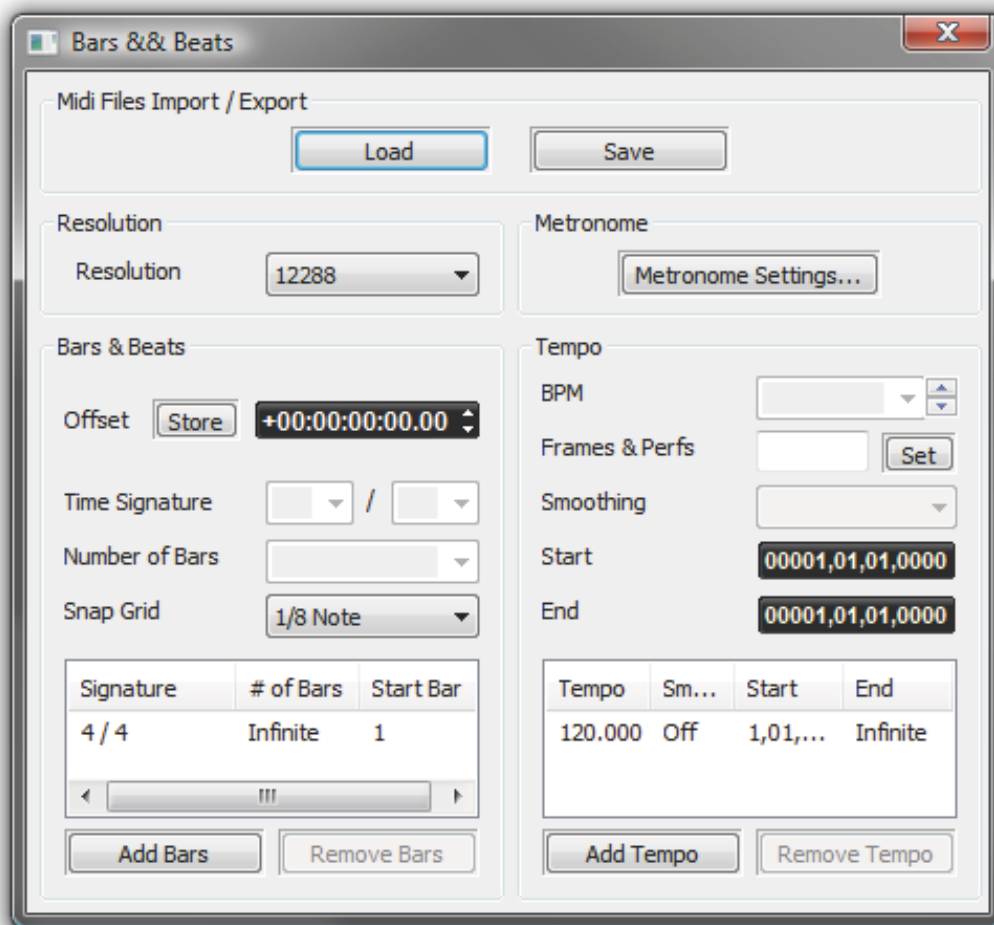 Bars && Beats
Midi Files Import / Export
Load Save
Resolution
Resolution 12288
Metronome
Metronome Settings...
Bars & Beats
Offset Store +00:00:00:00.00
Time Signature /
Number of Bars
Snap Grid 1/8 Note
Signature # of Bars Start Bar
4 / 4 Infinite 1
Add Bars Remove Bars
Tempo
BPM
Frames & Perfs Set
Smoothing
Start 00001,01,01,0000
End 00001,01,01,0000
Tempo Sm... Start End
120.000 Off 1,01,... Infinite
Add Tempo Remove Tempo